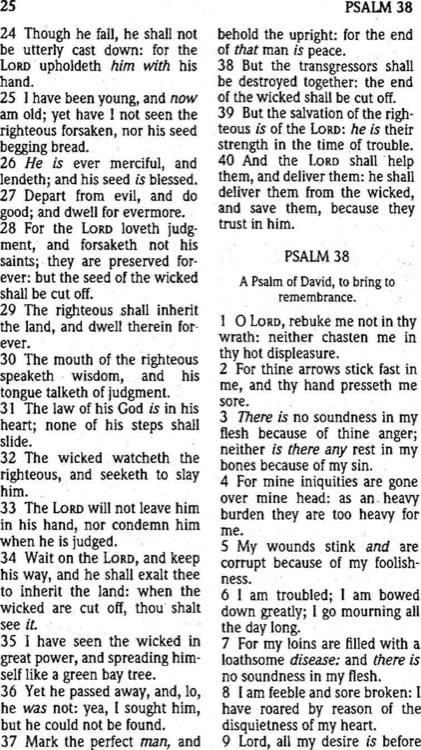 25 PSALM 38
24 Though he fall, he shall not
be utterly cast down: for the
LORD upholdeth him with his
hand.
25 I have been young, and now
am old; yet have I not seen the
righteous forsaken, nor his seed
begging bread.
26 He is ever merciful, and
lendeth; and his seed is blessed.
27 Depart from evil, and do
good; and dwell for evermore.
28 For the LORD loveth judg-
ment, and forsaketh not his
saints; they are preserved for-
ever: but the seed of the wicked
shall be cut off.
29 The righteous shall inherit
the land, and dwell therein for-
ever.
30 The mouth of the righteous
speaketh wisdom, and his
tongue talketh of judgment.
31 The law of his God is in his
heart; none of his steps shall
slide.
32 The wicked watcheth the
righteous, and seeketh to slay
him.
33 The LORD will not leave him
in his hand, nor condemn him
when he is judged.
34 Wait on the LORD, and keep
his way, and he shall exalt thee
to inherit the land: when the
wicked are cut off, thou shalt
see it.
35 I have seen the wicked in
great power, and spreading him-
self like a green bay tree.
36 Yet he passed away, and, lo,
he was not: yea, I sought him,
but he could not be found.
37 Mark the perfect man, and
behold the upright: for the end
of that man is peace.
38 But the transgressors shall
be destroyed together: the end
of the wicked shall be cut off.
39 But the salvation of the righ-
teous is of the LORD: he is their
strength in the time of trouble.
40 And the LORD shall help
them, and deliver them: he shall
deliver them from the wicked,
and save them, because they
trust in him.
PSALM 38
A Psalm of David, to bring to
remembrance.
1 O LORD, rebuke me not in thy
wrath: neither chasten me in
thy hot displeasure.
2 For thine arrows stick fast in
me, and thy hand presseth me
sore.
3 There is no soundness in my
flesh because of thine anger;
neither is there any rest in my
bones because of my sin.
4 For mine iniquities are gone
over mine head: as an heavy
burden they are too heavy for
me.
5 My wounds stink and are
corrupt because of my foolish-
ness.
6 I am troubled; I am bowed
down greatly; I go mourning all
the day long.
7 For my loins are filled with a
loathsome disease: and there is
no soundness in my flesh.
8 I am feeble and sore broken: I
have roared by reason of the
disquietness of my heart.
9 Lord, all my desire is before